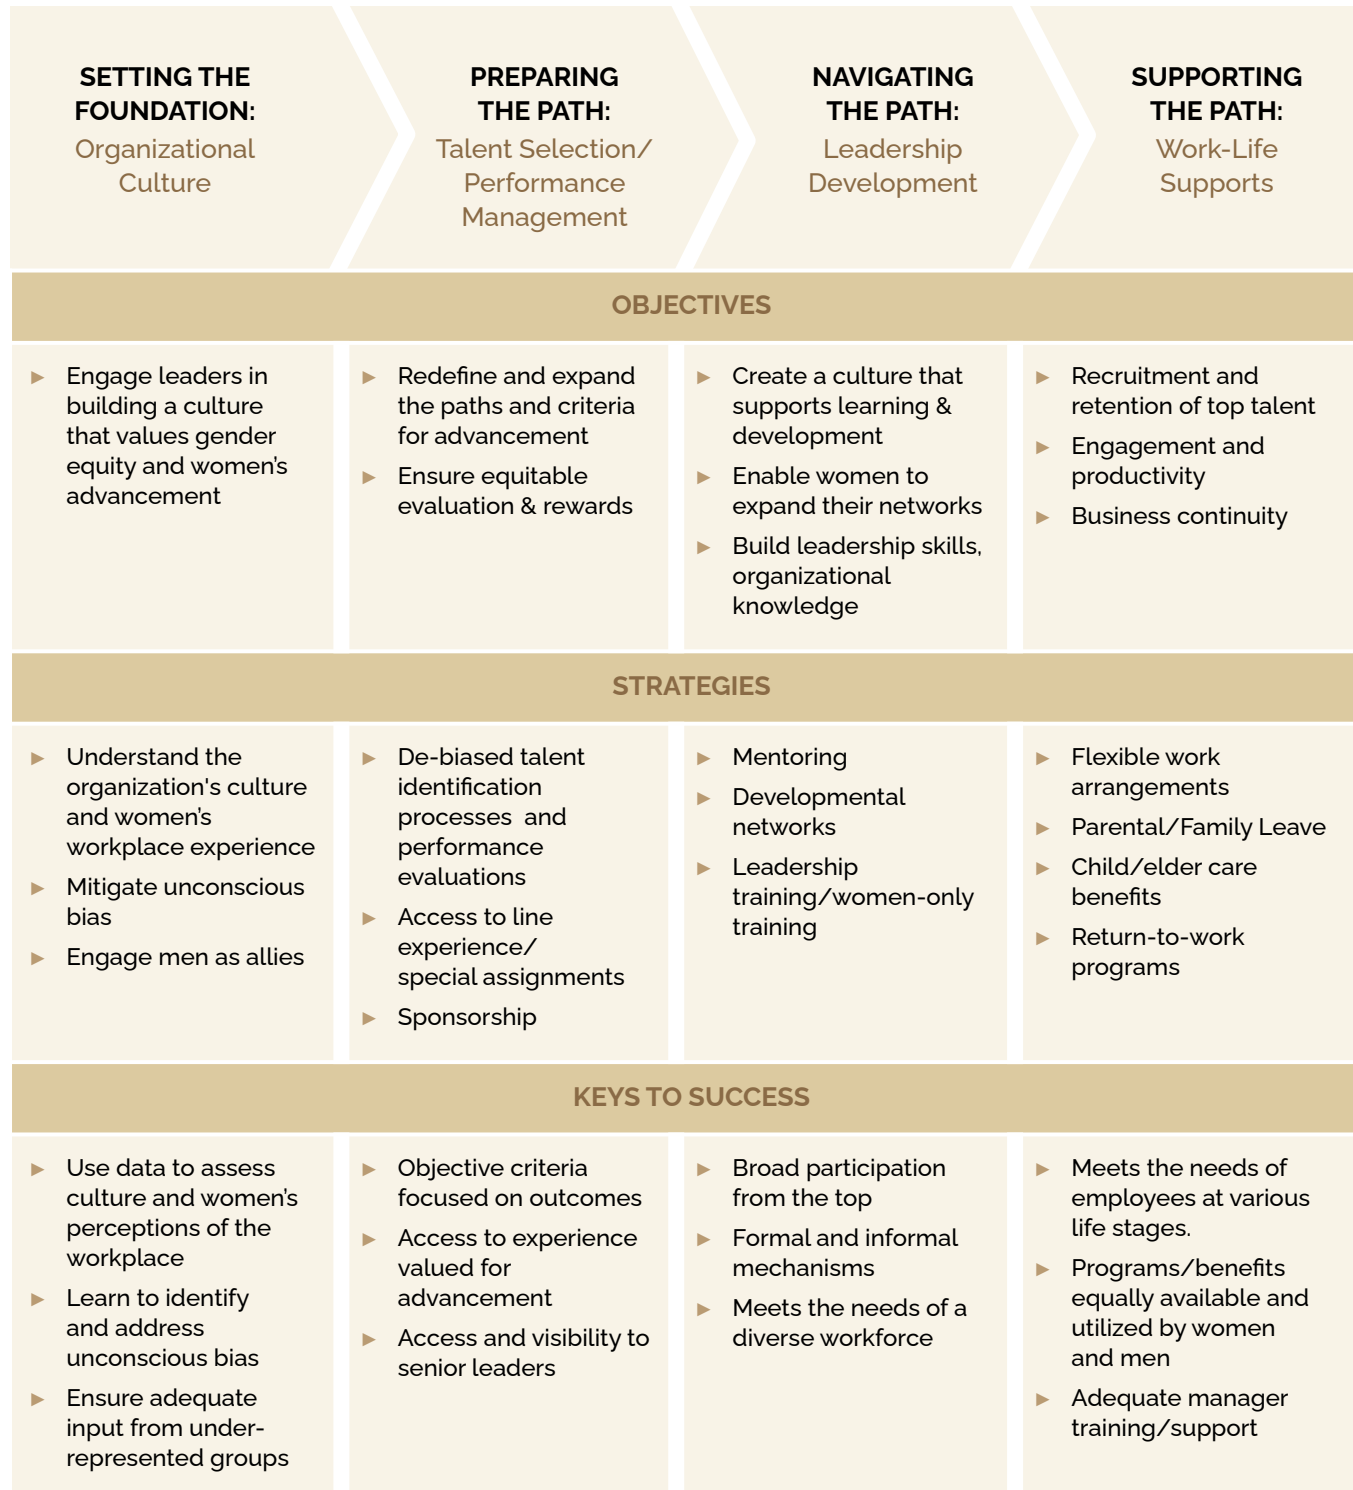 SETTING THE
FOUNDATION:
Organizational
Culture
PREPARING
THE PATH:
Talent Selection/
Performance
Management
NAVIGATING
THE PATH:
Leadership
Development
SUPPORTING
THE PATH:
Work-Life
Supports
OBJECTIVES
► Engage leaders in
building a culture
that values gender
equity and women’s
advancement
► Redefine and expand
the paths and criteria
for advancement
► Ensure equitable
evaluation & rewards
► Create a culture that
supports learning &
development
► Enable women to
expand their networks
► Build leadership skills,
organizational
knowledge
► Recruitment and
retention of top talent
► Engagement and
productivity
► Business continuity
STRATEGIES
► Understand the
organization's culture
and women’s
workplace experience
► Mitigate unconscious
bias
► Engage men as allies
► De-biased talent
identification
processes and
performance
evaluations
► Access to line
experience/
special assignments
► Sponsorship
► Mentoring
► Developmental
networks
► Leadership
training/women-only
training
► Flexible work
arrangements
► Parental/Family Leave
► Child/elder care
benefits
► Return-to-work
programs
KEYS TO SUCCESS
► Use data to assess
culture and women’s
perceptions of the
workplace
► Learn to identify
and address
unconscious bias
► Ensure adequate
input from under-
represented groups
► Objective criteria
focused on outcomes
► Access to experience
valued for
advancement
► Access and visibility to
senior leaders
► Broad participation
from the top
► Formal and informal
mechanisms
► Meets the needs of a
diverse workforce
► Meets the needs of
employees at various
life stages.
► Programs/benefits
equally available and
utilized by women
and men
► Adequate manager
training/support